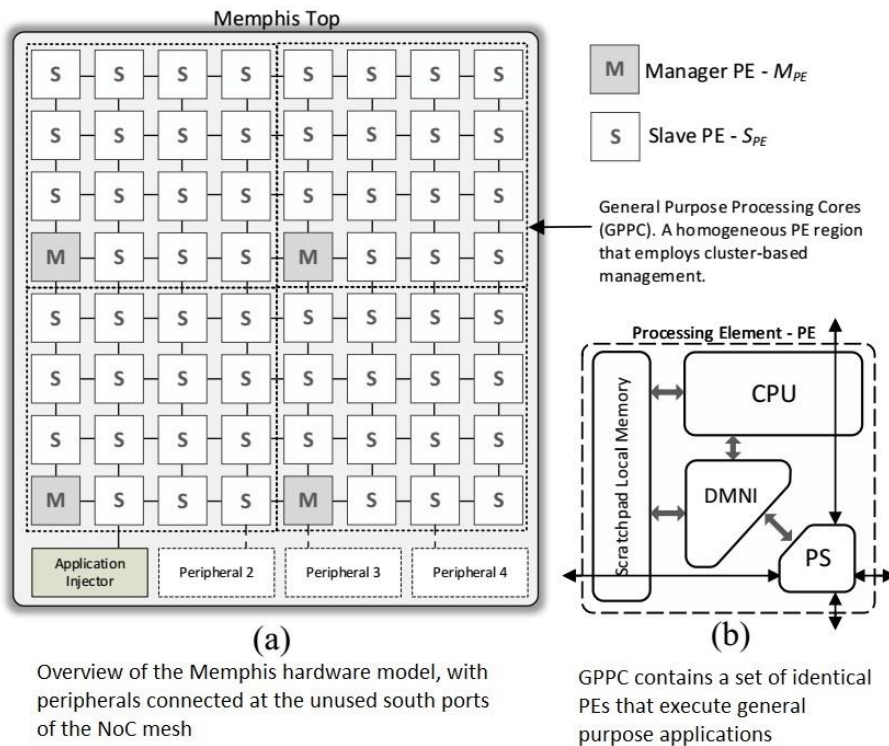 Memphis Top
S S S S S S S S
S S S S S S S S
S S S S S S S S
M S S S M S S S
S S S S S S S S
S S S S S S S S
S S S S S S S S
M S S S M S S S
Application
Injector
Peripheral 2
Peripheral 3
Peripheral 4
(a)
Overview of the Memphis hardware model, with
peripherals connected at the unused south ports
of the NoC mesh
M Manager PE - MPE
S Slave PE - SPE
General Purpose Processing Cores
(GPPC). A homogeneous PE region
that employs cluster-based
management.
Processing Element - PE
Scratchpad Local Memory
CPU
DMNI
PS
(b)
GPPC contains a set of identical
PEs that execute general
purpose applications